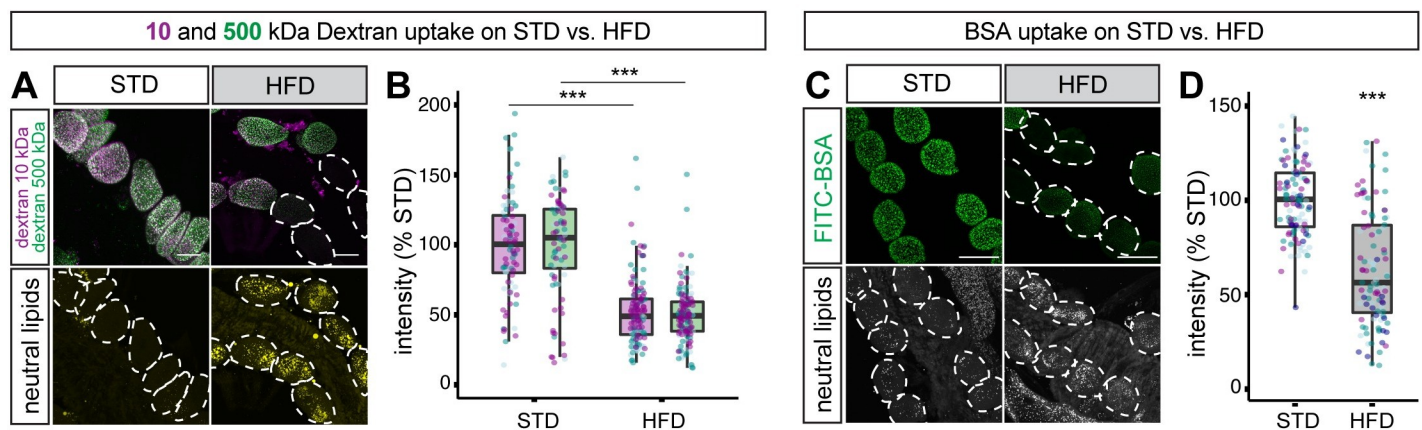 10 and 500 kDa Dextran uptake on STD vs. HFD
BSA uptake on STD vs. HFD
A
STD
HFD
dextran 10 kDa
dextran 500 kDa
neutral lipids
B
***
***
intensity (% STD)
200
150
100
50
0
STD
HFD
C
STD
HFD
FITC-BSA
neutral lipids
D
***
intensity (% STD)
150
100
50
0
STD
HFD